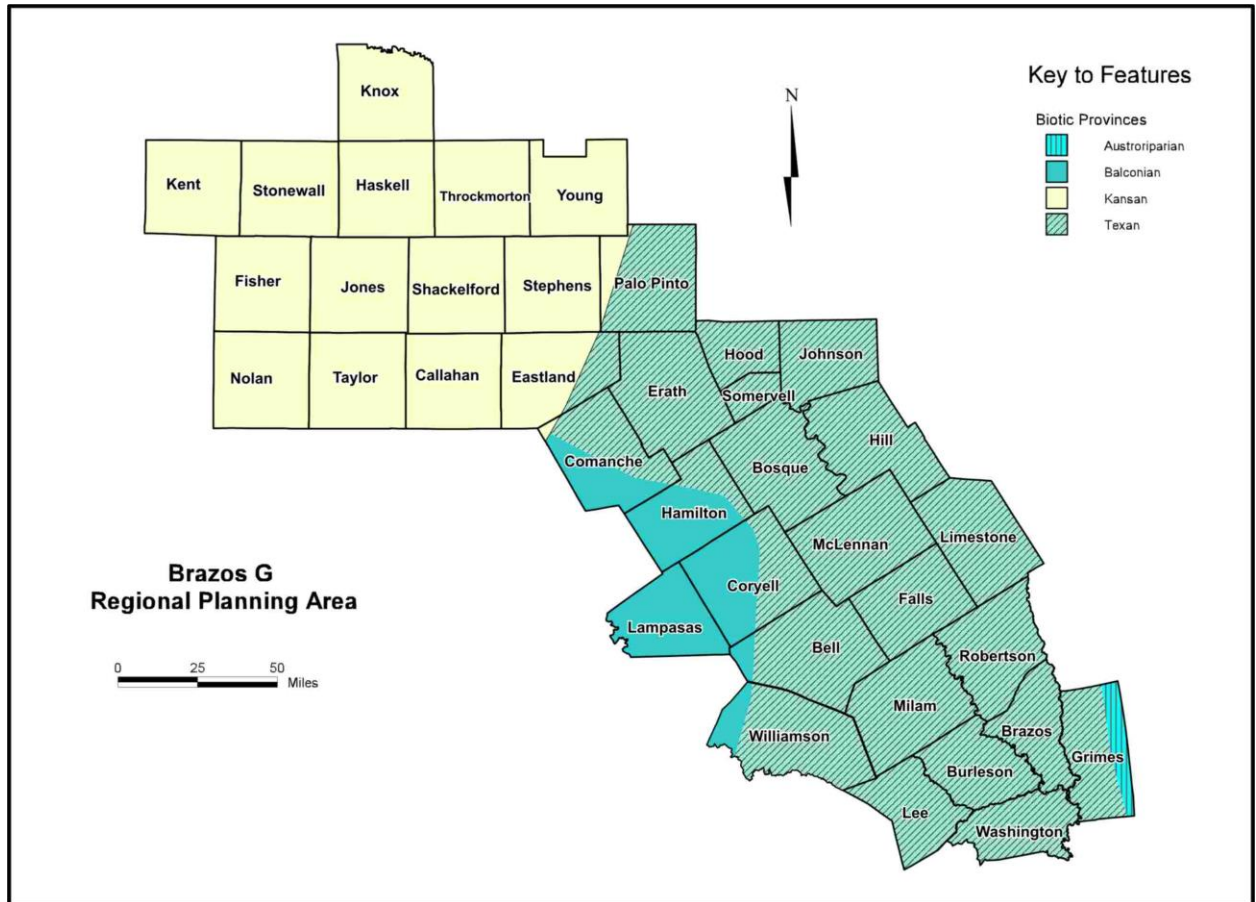 Key to Features
Biotic Provinces
Austroriparian
Balconian
Kansan
Texan
N
Knox
Kent
Stonewall
Haskell
Throckmorton
Young
Fisher
Jones
Shackelford
Stephens
Palo Pinto
Nolan
Taylor
Callahan
Eastland
Erath
Hood
Johnson
Somervell
Hill
Comanche
Bosque
Hamilton
McLennan
Limestone
Coryell
Falls
Lampasas
Bell
Robertson
Milam
Williamson
Brazos
Grimes
Burleson
Lee
Washington
Brazos G
Regional Planning Area
0 25 50
Miles